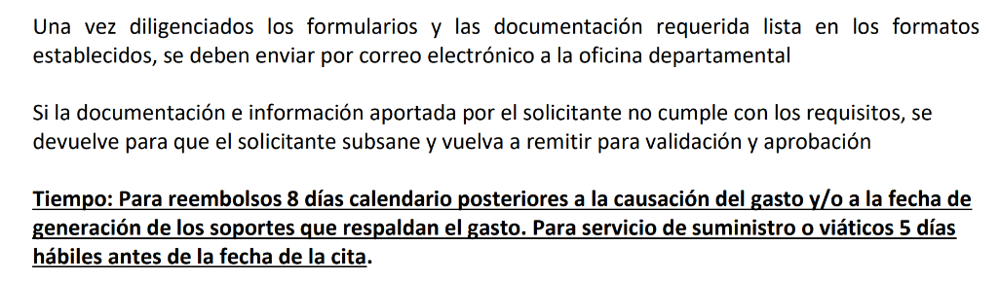 Una vez diligenciados los formularios y las documentación requerida lista en los formatos
establecidos, se deben enviar por correo electrónico a la oficina departamental
Si la documentación e información aportada por el solicitante no cumple con los requisitos, se
devuelve para que el solicitante subsane y vuelva a remitir para validación y aprobación
Tiempo: Para reembolsos 8 días calendario posteriores a la causación del gasto y/o a la fecha de
generación de los soportes que respaldan el gasto. Para servicio de suministro o viáticos 5 días
hábiles antes de la fecha de la cita.